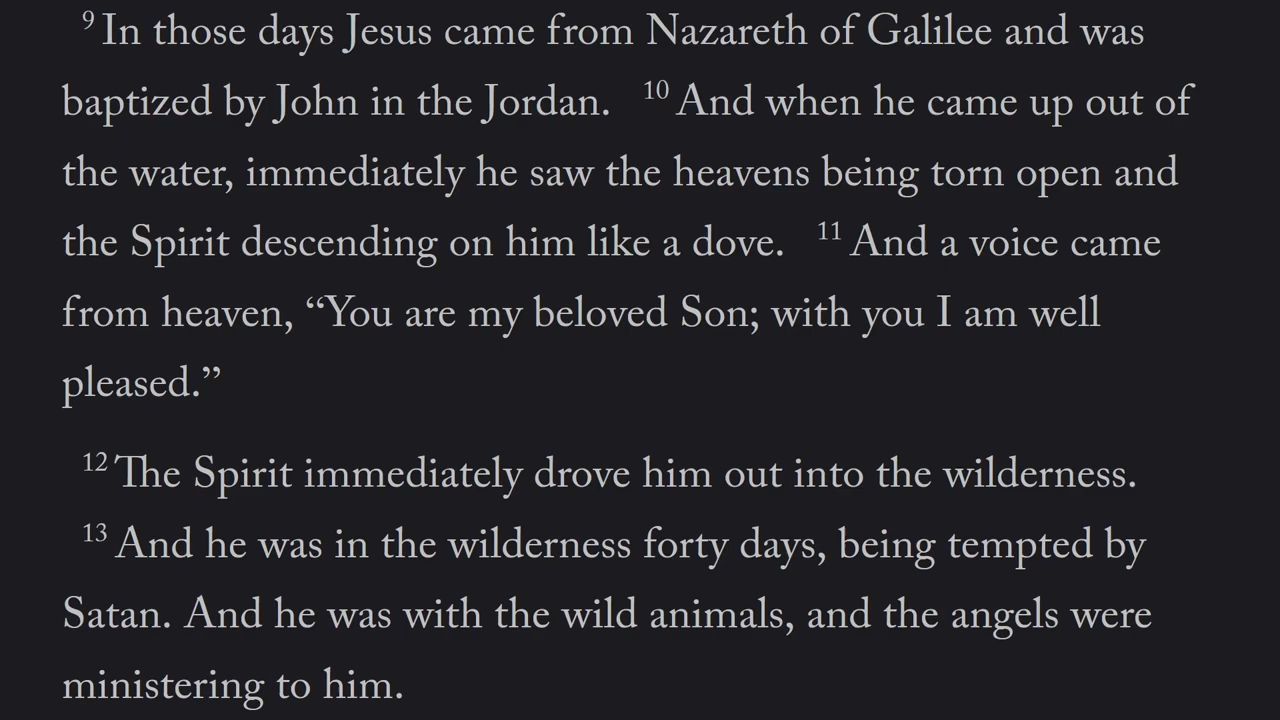 9 In those days Jesus came from Nazareth of Galilee and was
baptized by John in the Jordan. 10 And when he came up out of
the water, immediately he saw the heavens being torn open and
the Spirit descending on him like a dove. 11 And a voice came
from heaven, “You are my beloved Son; with you I am well
pleased.”
12 The Spirit immediately drove him out into the wilderness.
13 And he was in the wilderness forty days, being tempted by
Satan. And he was with the wild animals, and the angels were
ministering to him.